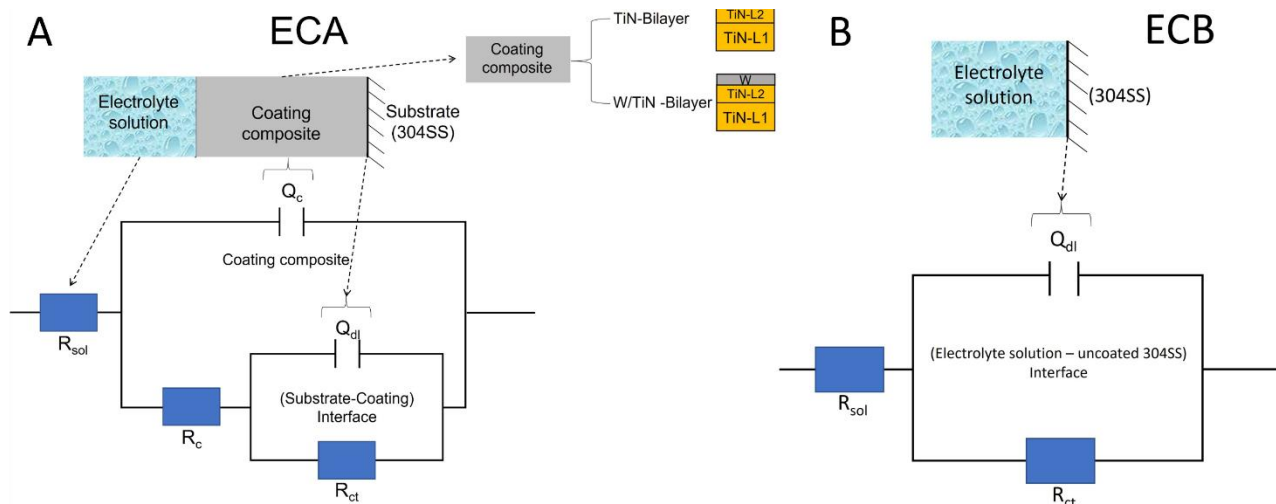 A
ECA
Electrolyte
solution
Coating
composite
Substrate
(304SS)
Coating
composite
TiN-Bilayer
TiN-L2
TiN-L1
W/TiN -Bilayer
W
TiN-L2
TiN-L1
Qc
Coating composite
Rsol
Qdl
(Substrate-Coating)
Interface
Rc
Rct
B
ECB
Electrolyte
solution
(304SS)
Qdl
(Electrolyte solution – uncoated 304SS)
Interface
Rsol
Rct